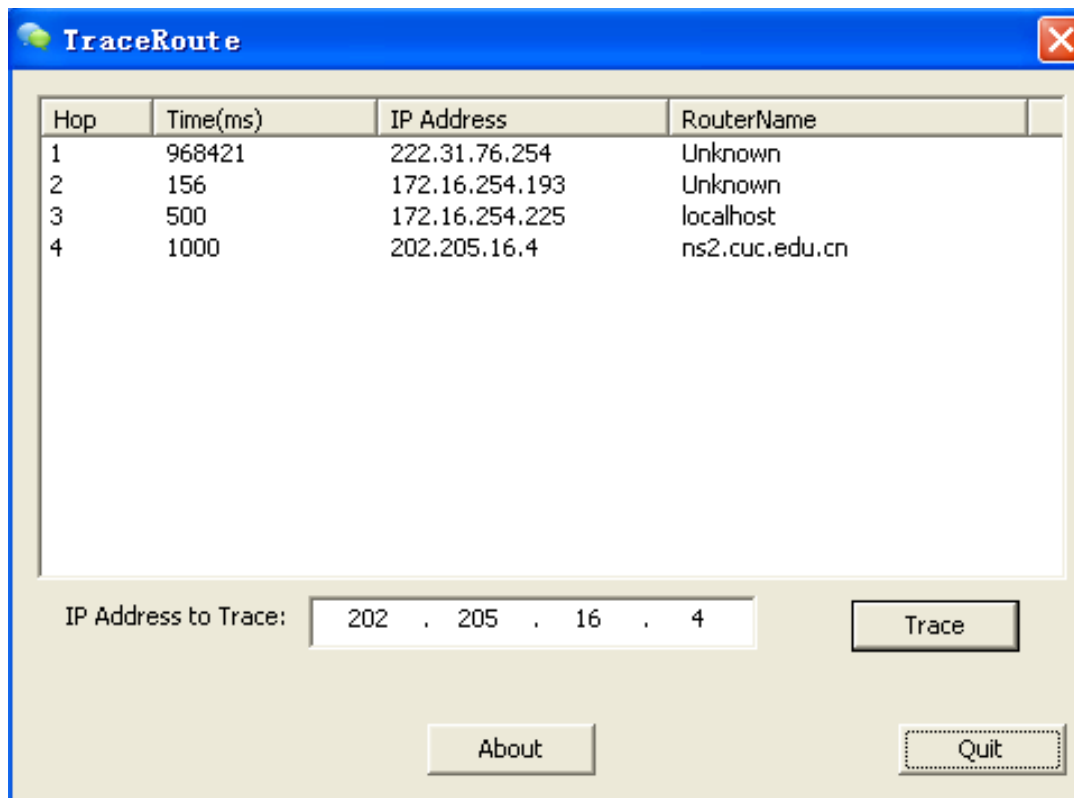 TraceRoute
Hop Time(ms) IP Address RouterName
1 968421 222.31.76.254 Unknown
2 156 172.16.254.193 Unknown
3 500 172.16.254.225 localhost
4 1000 202.205.16.4 ns2.cuc.edu.cn
IP Address to Trace: 202 . 205 . 16 . 4 Trace
About Quit